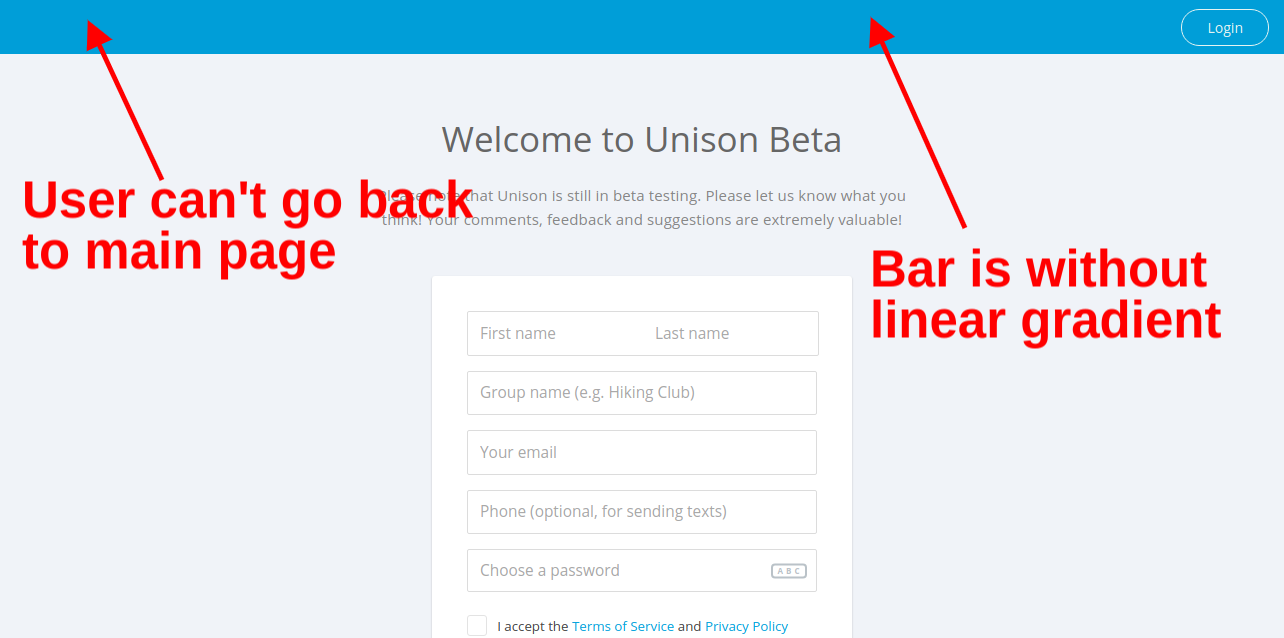 Login
Welcome to Unison Beta
Please note that Unison is still in beta testing. Please let us know what you
think! Your comments, feedback and suggestions are extremely valuable!
User can't go back
to main page
Bar is without
linear gradient
First name Last name
Group name (e.g. Hiking Club)
Your email
Phone (optional, for sending texts)
Choose a password ABC
I accept the Terms of Service and Privacy Policy